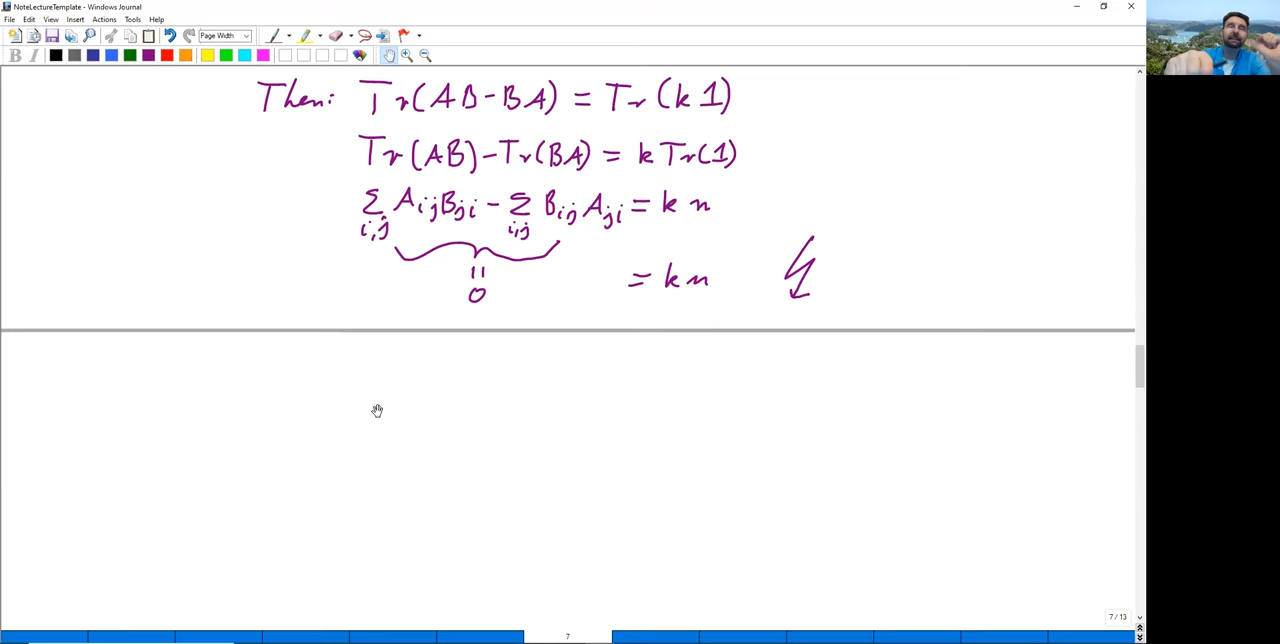 NoteLectureTemplate - Windows Journal
File Edit View Insert Actions Tools Help
Page Width
B I
Then: Tr(AB-BA) = Tr(k1)
Tr(AB)-Tr(BA) = k Tr(1)
Σ_{i,j} A_{ij}B_{ji} - Σ_{i,j} B_{ij}A_{ji} = k n
=
0
= k n
7 / 13
7